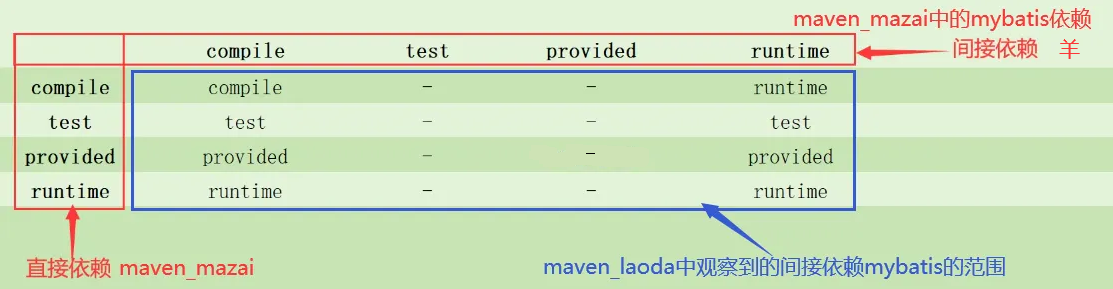 maven_mazai中的mybatis依赖
间接依赖 羊
compile test provided runtime
compile compile – – runtime
test test – – test
provided provided – – provided
runtime runtime – – runtime
直接依赖 maven_mazai
maven_laoda中观察到的间接依赖mybatis的范围